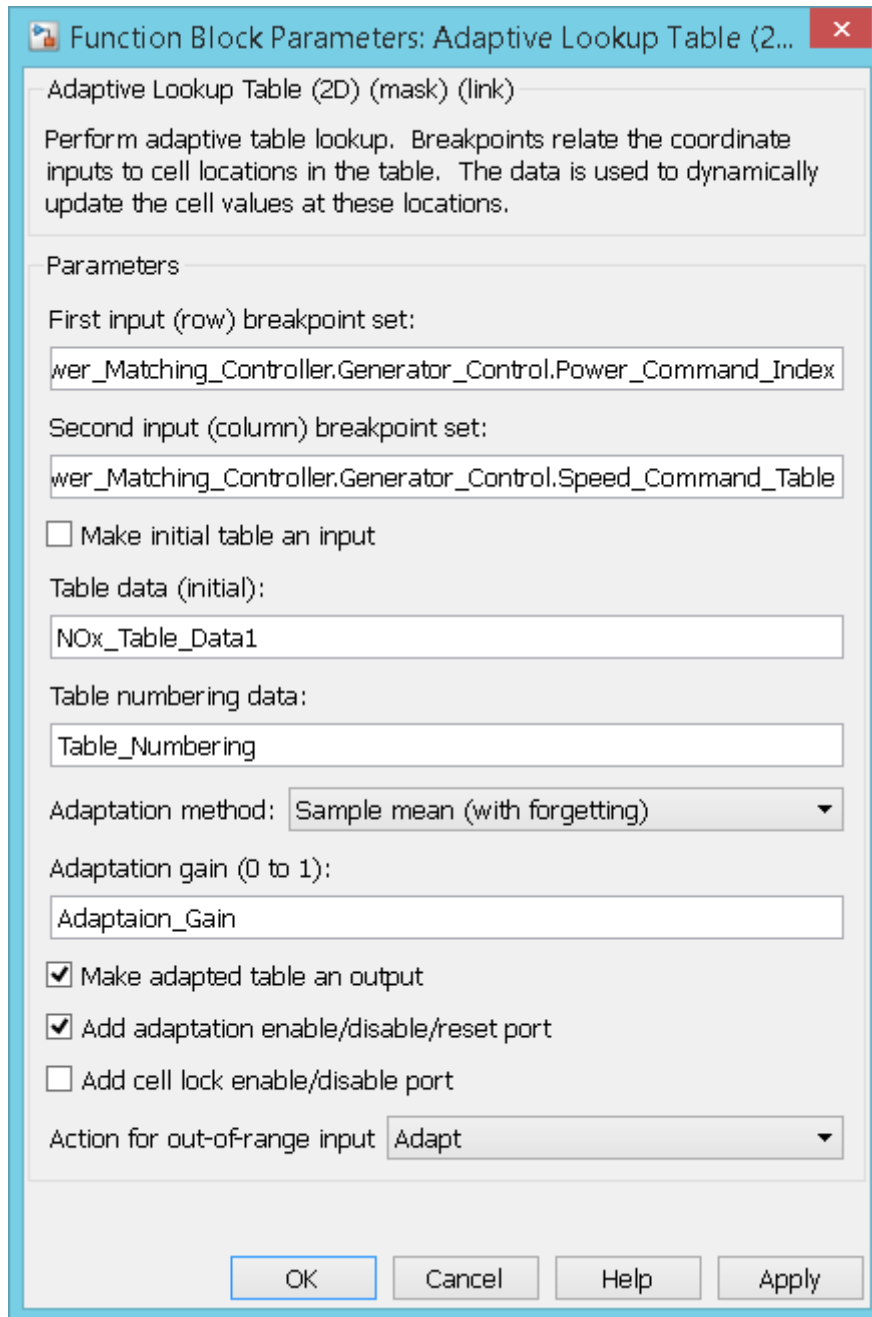 Function Block Parameters: Adaptive Lookup Table (2...
Adaptive Lookup Table (2D) (mask) (link)
Perform adaptive table lookup. Breakpoints relate the coordinate
inputs to cell locations in the table. The data is used to dynamically
update the cell values at these locations.
Parameters
First input (row) breakpoint set:
wer_Matching_Controller.Generator_Control.Power_Command_Index
Second input (column) breakpoint set:
wer_Matching_Controller.Generator_Control.Speed_Command_Table
Make initial table an input
Table data (initial):
NOx_Table_Data1
Table numbering data:
Table_Numbering
Adaptation method: Sample mean (with forgetting)
Adaptation gain (0 to 1):
Adaptaion_Gain
Make adapted table an output
Add adaptation enable/disable/reset port
Add cell lock enable/disable port
Action for out-of-range input Adapt
OK Cancel Help Apply